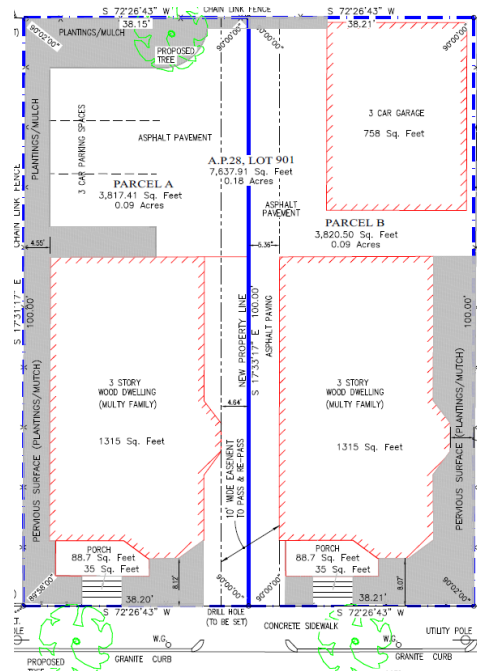 S 72°26'43" W
CHAIN LINK FENCE
S 72°26'43" W
38.15'
38.21'
90°02'00"
90°00'00"
90°00'00"
PLANTINGS/MULCH
PROPOSED
TREE
PLANTINGS/MULCH
3 CAR PARKING SPACES
ASPHALT PAVEMENT
3 CAR GARAGE
758 Sq. Feet
A.P.28, LOT 901
7,637.91 Sq. Feet
0.18 Acres
PARCEL A
3,817.41 Sq. Feet
0.09 Acres
ASPHALT
PAVEMENT
PARCEL B
3,820.50 Sq. Feet
0.09 Acres
CHAIN LINK FENCE
4.55'
5.36'
S 17°31'17" E
100.00'
NEW PROPERTY LINE
S 17°33'17" E 100.00'
ASPHALT PAVING
100.00'
3 STORY
WOOD DWELLING
(MULTY FAMILY)
1315 Sq. Feet
3 STORY
WOOD DWELLING
(MULTY FAMILY)
1315 Sq. Feet
4.64'
10' WIDE EASENENT
TO PASS & RE-PASS
PERVIOUS SURFACE (PLANTINGS/MUTCH)
PERVIOUS SURFACE (PLANTINGS/MUTCH)
PORCH
88.7 Sq. Feet
35 Sq. Feet
PORCH
88.7 Sq. Feet
35 Sq. Feet
8.12'
8.07'
89°58'00"
90°00'00"
90°02'00"
38.20'
38.21'
S 72°26'43" W
DRILL HOLE
(TO BE SET)
S 72°26'43" W
CONCRETE SIDEWALK
UTILITY POLE
POLE
W.G.
W.G.
PROPOSED
GRANITE CURB
GRANITE CURB